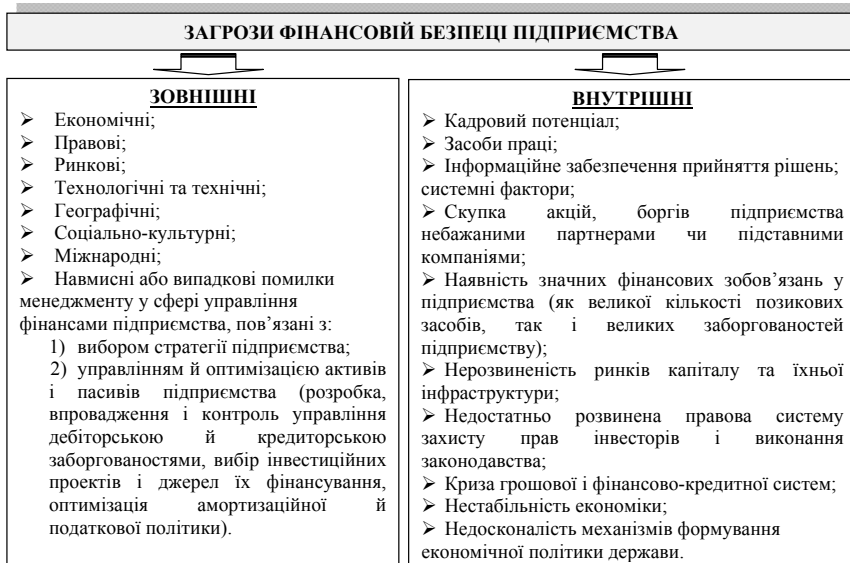 ЗАГРОЗИ ФІНАНСОВІЙ БЕЗПЕЦІ ПІДПРИЄМСТВА
ЗОВНІШНІ
➢ Економічні;
➢ Правові;
➢ Ринкові;
➢ Технологічні та технічні;
➢ Географічні;
➢ Соціально-культурні;
➢ Міжнародні;
➢ Навмисні або випадкові помилки
менеджменту у сфері управління
фінансами підприємства, пов’язані з:
1) вибором стратегії підприємства;
2) управлінням й оптимізацією активів
і пасивів підприємства (розробка,
впровадження і контроль управління
дебіторською й кредиторською
заборгованостями, вибір інвестиційних
проектів і джерел їх фінансування,
оптимізація амортизаційної й
податкової політики).
ВНУТРІШНІ
➢ Кадровий потенціал;
➢ Засоби праці;
➢ Інформаційне забезпечення прийняття рішень;
системні фактори;
➢ Скупка акцій, боргів підприємства
небажаними партнерами чи підставними
компаніями;
➢ Наявність значних фінансових зобов’язань у
підприємства (як великої кількості позикових
засобів, так і великих заборгованостей
підприємству);
➢ Нерозвиненість ринків капіталу та їхньої
інфраструктури;
➢ Недостатньо розвинена правова систему
захисту прав інвесторів і виконання
законодавства;
➢ Криза грошової і фінансово-кредитної систем;
➢ Нестабільність економіки;
➢ Недосконалість механізмів формування
економічної політики держави.